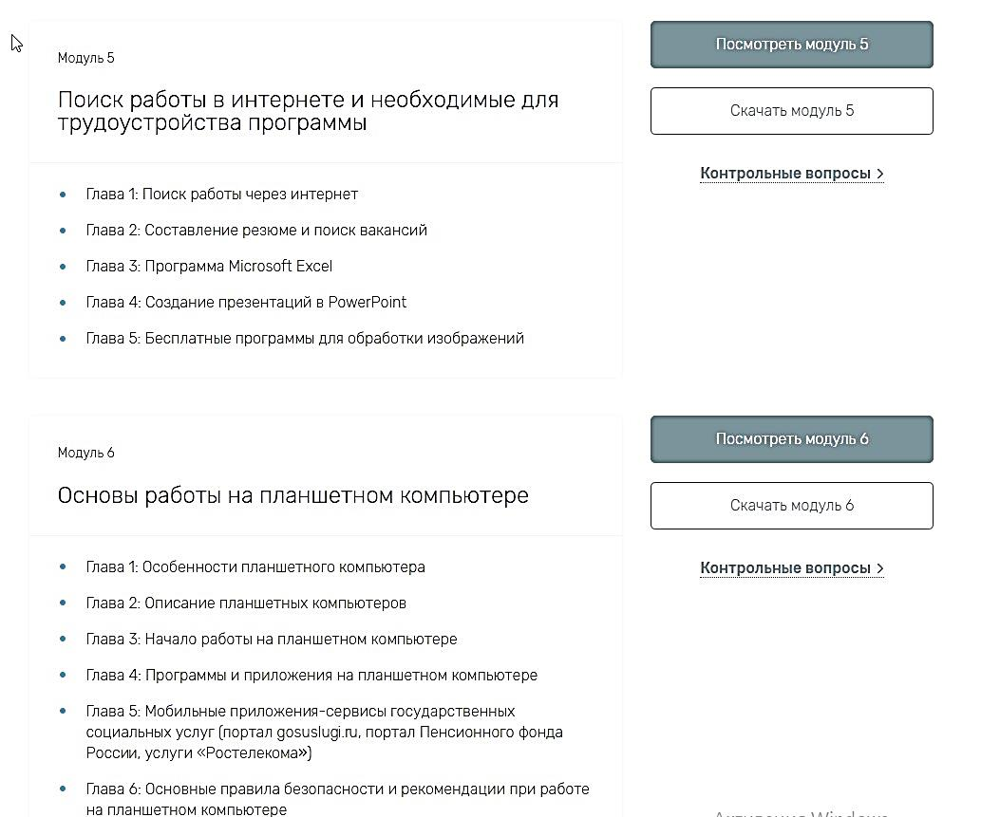 Модуль 5
Поиск работы в интернете и необходимые для
трудоустройства программы
Глава 1: Поиск работы через интернет
Глава 2: Составление резюме и поиск вакансий
Глава 3: Программа Microsoft Excel
Глава 4: Создание презентаций в PowerPoint
Глава 5: Бесплатные программы для обработки изображений
Посмотреть модуль 5
Скачать модуль 5
Контрольные вопросы >
Модуль 6
Основы работы на планшетном компьютере
Глава 1: Особенности планшетного компьютера
Глава 2: Описание планшетных компьютеров
Глава 3: Начало работы на планшетном компьютере
Глава 4: Программы и приложения на планшетном компьютере
Глава 5: Мобильные приложения-сервисы государственных
социальных услуг (портал gosuslugi.ru, портал Пенсионного фонда
России, услуги «Ростелекома»)
Глава 6: Основные правила безопасности и рекомендации при работе
на планшетном компьютере
Посмотреть модуль 6
Скачать модуль 6
Контрольные вопросы >
Активация Windows